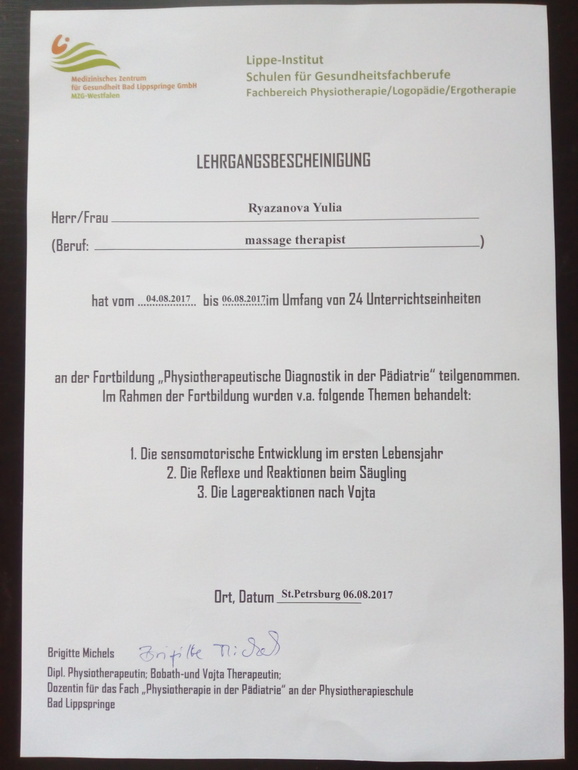 Medizinisches Zentrum
für Gesundheit Bad Lippspringe GmbH
MZG-Westfalen
Lippe-Institut
Schulen für Gesundheitsfachberufe
Fachbereich Physiotherapie/Logopädie/Ergotherapie
LEHRGANGSBESCHEINIGUNG
Herr/Frau Ryazanova Yulia
(Beruf: massage therapist)
hat vom 04.08.2017 bis 06.08.2017 im Umfang von 24 Unterrichtseinheiten
an der Fortbildung „Physiotherapeutische Diagnostik in der Pädiatrie“ teilgenommen.
Im Rahmen der Fortbildung wurden v.a. folgende Themen behandelt:
1. Die sensomotorische Entwicklung im ersten Lebensjahr
2. Die Reflexe und Reaktionen beim Säugling
3. Die Lagereaktionen nach Vojta
Ort, Datum St.Petrsburg 06.08.2017
Brigitte Michels Brigitte Michels
Dipl. Physiotherapeutin; Bobath-und Vojta Therapeutin;
Dozentin für das Fach „Physiotherapie in der Pädiatrie“ an der Physiotherapieschule
Bad Lippspringe